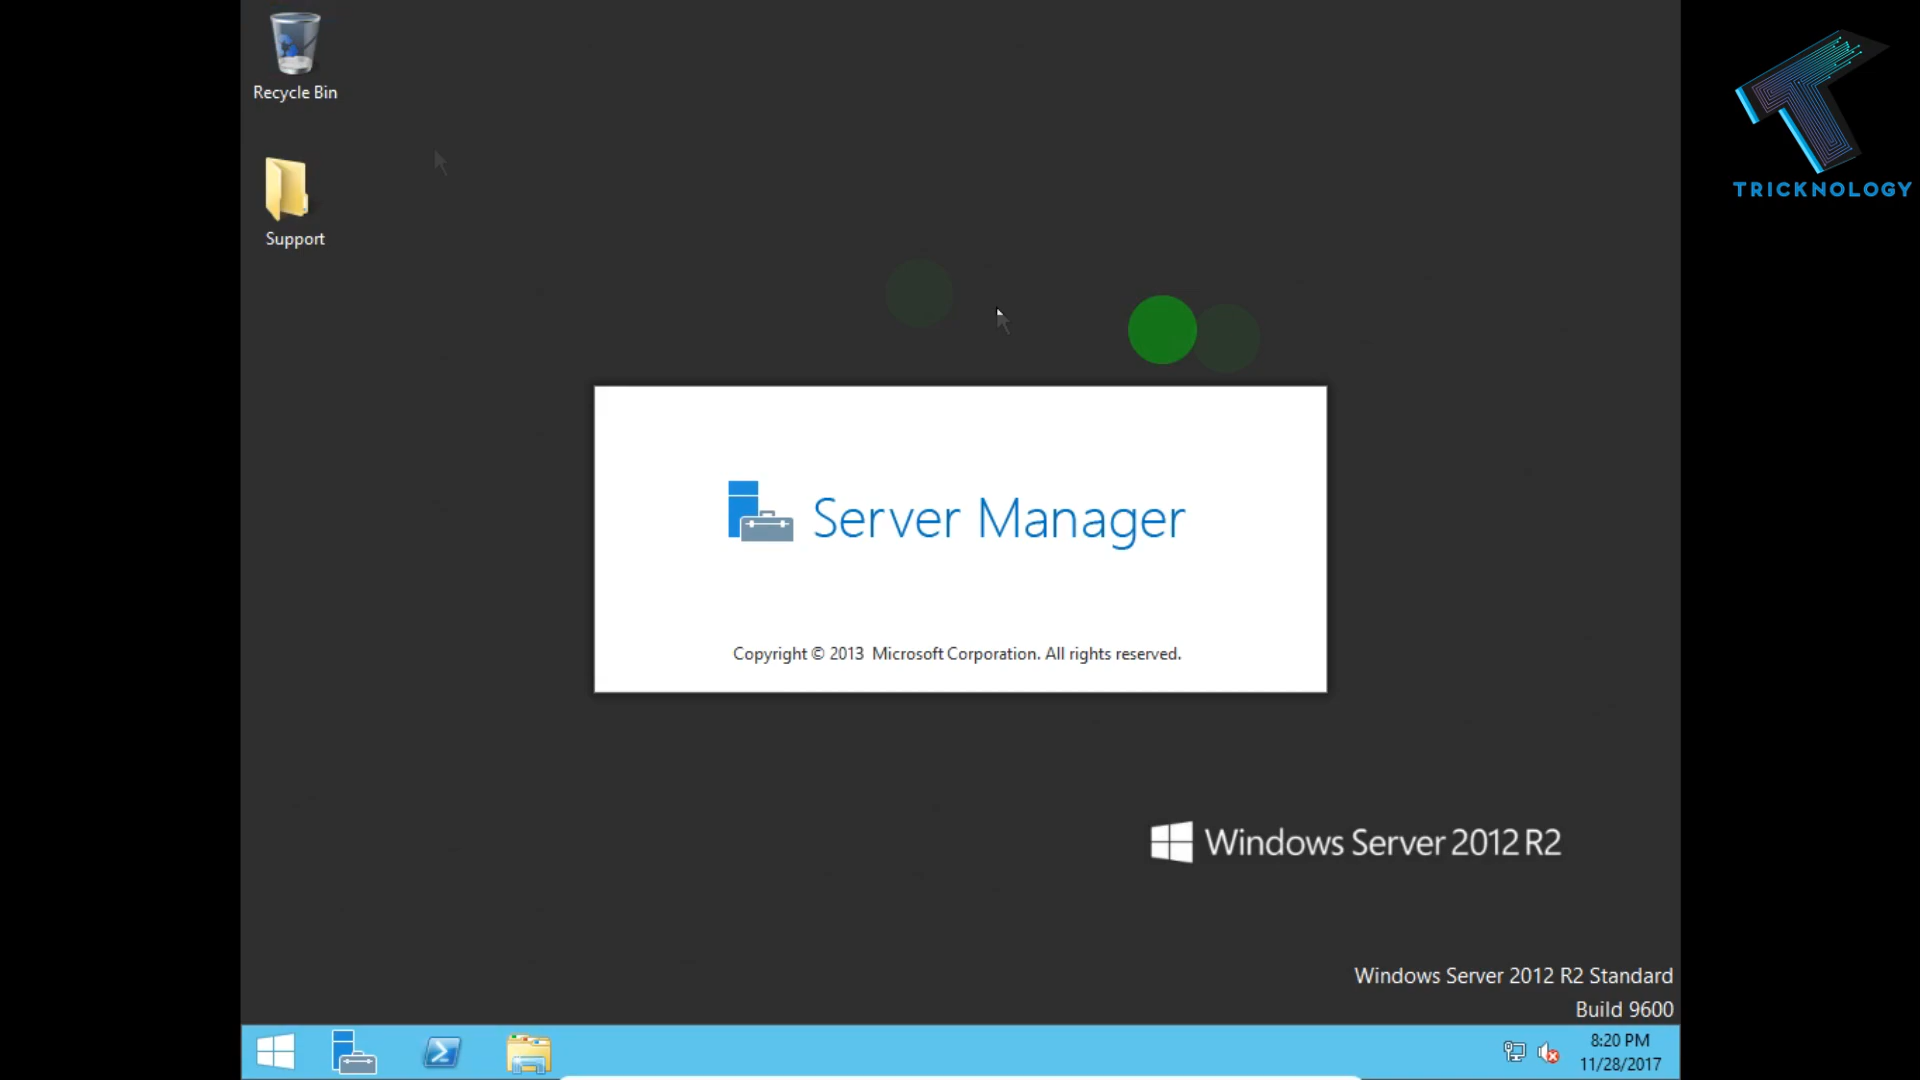 Recycle Bin
TRICKNOLOGY
Support
Server Manager
Copyright © 2013 Microsoft Corporation. All rights reserved.
Windows Server 2012 R2
Windows Server 2012 R2 Standard
Build 9600
8:20 PM
11/28/2017